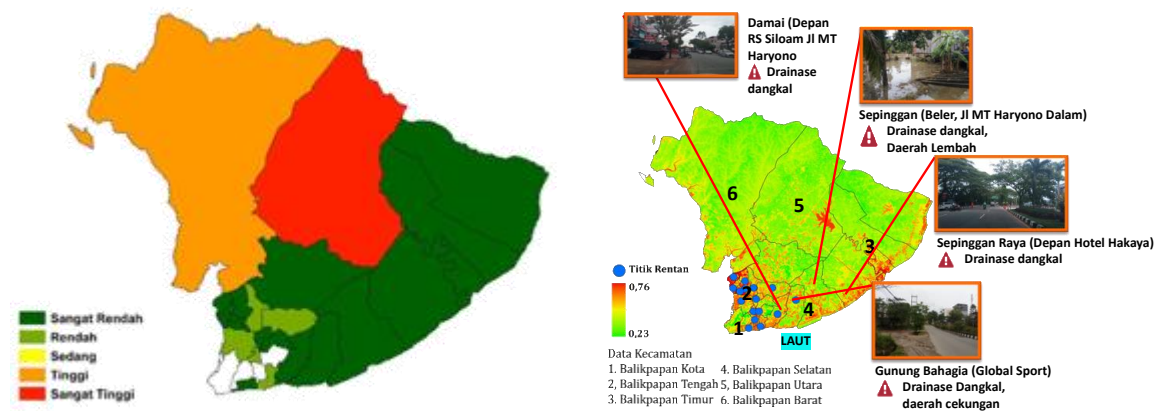 Sangat Rendah
Rendah
Sedang
Tinggi
Sangat Tinggi
Damai (Depan
RS Siloam Jl MT
Haryono
Drainase
dangkal
Sepinggan (Beler, Jl MT Haryono Dalam)
Drainase dangkal,
Daerah Lembah
Sepinggan Raya (Depan Hotel Hakaya)
Drainase dangkal
Gunung Bahagia (Global Sport)
Drainase Dangkal,
daerah cekungan
6
5
3
2
4
1
LAUT
Titik Rentan
0,76
0,23
Data Kecamatan
1. Balikpapan Kota 4. Balikpapan Selatan
2, Balikpapan Tengah 5, Balikpapan Utara
3. Balikpapan Timur 6. Balikpapan Barat